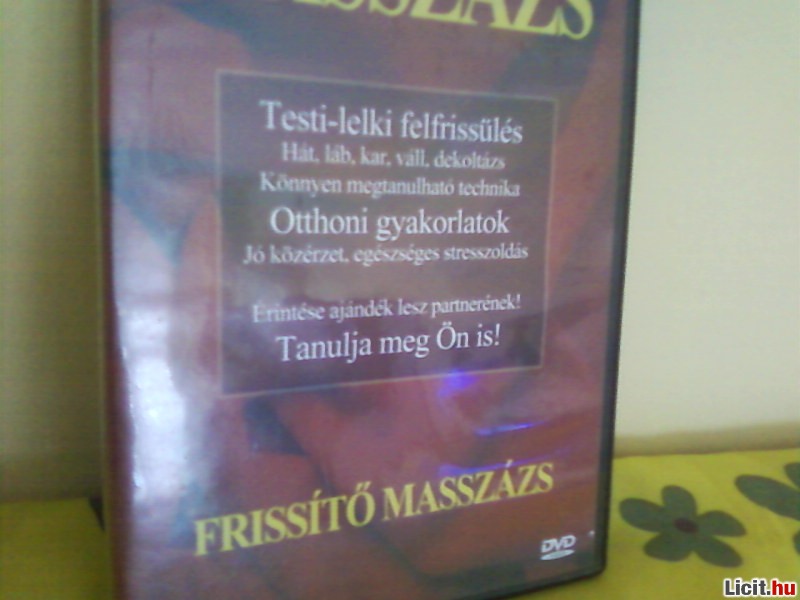 Testi-lelki felfrissülés
Hát, láb, kar, váll, dekoltázs
Könnyen megtanulható technika
Otthoni gyakorlatok
Jó közérzet, egészséges stresszoldás
Érintése ajándék lesz partnerének!
Tanulja meg Ön is!
FRISSÍTŐ MASSZÁZS
DVD
Licit.hu